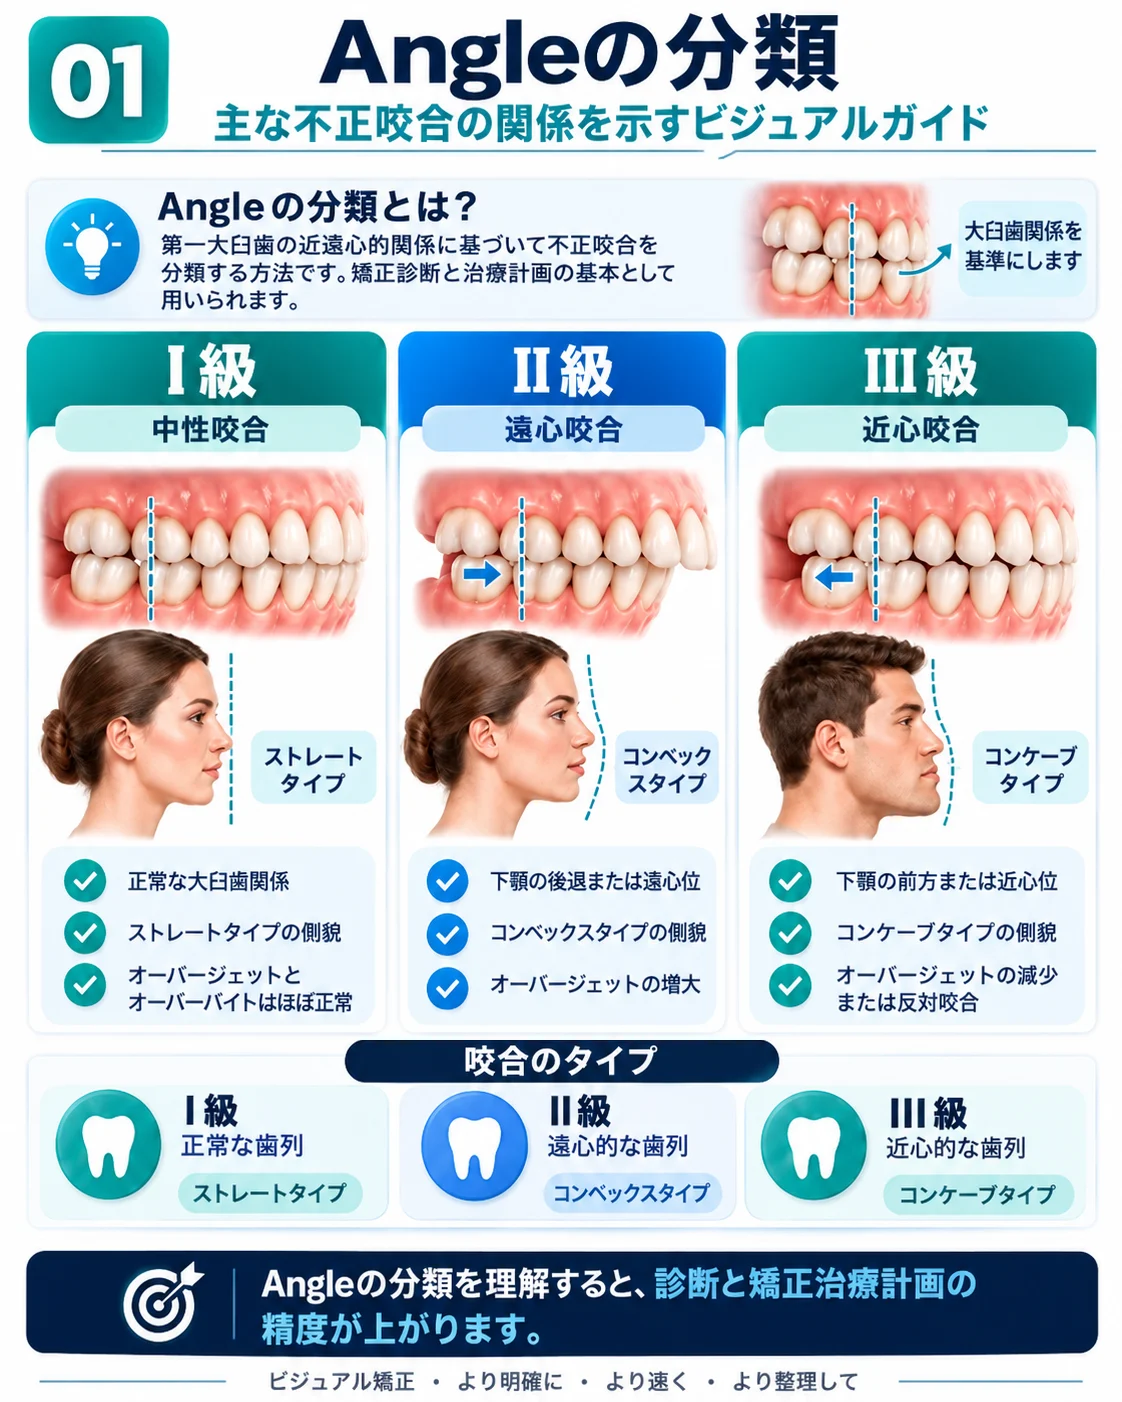 01
Angleの分類
主な不正咬合の関係を示すビジュアルガイド
Angleの分類とは？
第一大臼歯の近遠心的関係に基づいて不正咬合を
分類する方法です。矯正診断と治療計画の基本として
用いられます。
大臼歯関係を
基準にします
I 級
中性咬合
ストレート
タイプ
正常な大臼歯関係
ストレートタイプの側貌
オーバージェットと
オーバーバイトはほぼ正常
II 級
遠心咬合
コンベック
スタイプ
下顎の後退または遠心位
コンベックスタイプの側貌
オーバージェットの増大
III 級
近心咬合
コンケーブ
タイプ
下顎の前方または近心位
コンケーブタイプの側貌
オーバージェットの減少
または反対咬合
咬合のタイプ
I 級
正常な歯列
ストレートタイプ
II 級
遠心的な歯列
コンベックスタイプ
III 級
近心的な歯列
コンケーブタイプ
Angleの分類を理解すると、診断と矯正治療計画の
精度が上がります。
ビジュアル矯正 ・ より明確に ・ より速く ・ より整理して